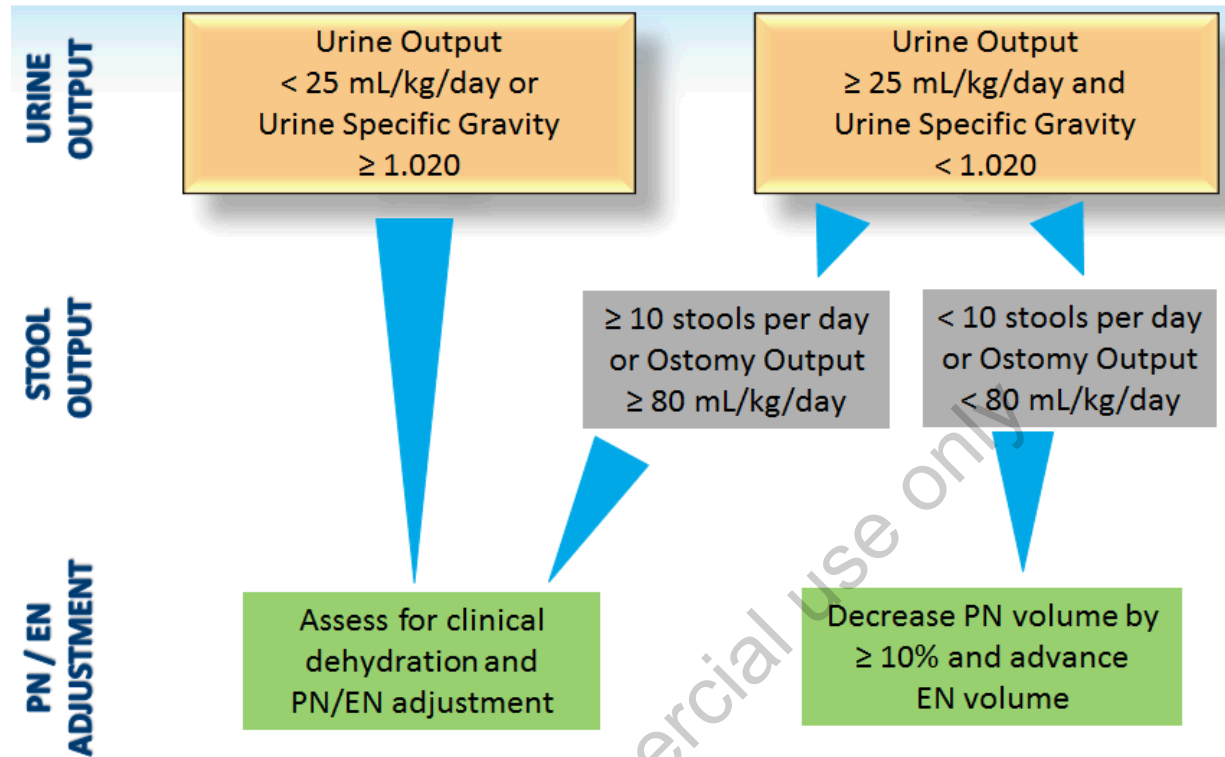 URINE
OUTPUT
Urine Output
< 25 mL/kg/day or
Urine Specific Gravity
≥ 1.020
Urine Output
≥ 25 mL/kg/day and
Urine Specific Gravity
< 1.020
STOOL
OUTPUT
≥ 10 stools per day
or Ostomy Output
≥ 80 mL/kg/day
< 10 stools per day
or Ostomy Output
< 80 mL/kg/day
PN / EN
ADJUSTMENT
Assess for clinical
dehydration and
PN/EN adjustment
Decrease PN volume by
≥ 10% and advance
EN volume
ercial use only